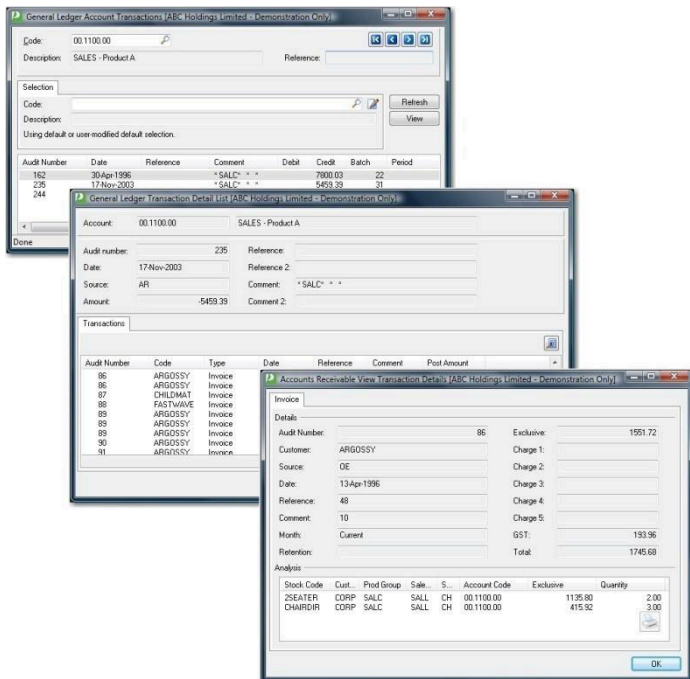 General Ledger Account Transactions [ABC Holdings Limited - Demonstration Only]
Code: 00.1100.00
Description: SALES - Product A Reference:
Selection
Code: Refresh
Description: View
Using default or user-modified default selection.
Audit Number Date Reference Comment Debit Credit Batch Period
162 30-Apr-1996 * SALC* * * 7800.03 22
235 17-Nov-2003 * SALC* * * 5459.39 31
244
Done
General Ledger Transaction Detail List [ABC Holdings Limited - Demonstration Only]
Account: 00.1100.00 SALES - Product A
Audit number: 235 Reference:
Date: 17-Nov-2003 Reference 2:
Source: AR Comment: * SALC* * *
Amount: -5459.39 Comment 2:
Transactions
Audit Number Code Type Date Reference Comment Post Amount
86 ARGOSSY Invoice
86 ARGOSSY Invoice
87 CHILDMAT Invoice
88 FASTWAVE Invoice
89 ARGOSSY Invoice
89 ARGOSSY Invoice
89 ARGOSSY Invoice
90 ARGOSSY Invoice
91 ARGOSSY Invoice
Accounts Receivable View Transaction Details [ABC Holdings Limited - Demonstration Only]
Invoice
Details
Audit Number: 86 Exclusive: 1551.72
Customer: ARGOSSY Charge 1:
Source: OE Charge 2:
Date: 13-Apr-1996 Charge 3:
Reference: 48 Charge 4:
Comment: 10 Charge 5:
Month: Current GST: 193.96
Retention: Total: 1745.68
Analysis
Stock Code Cust... Prod Group Sale... S... Account Code Exclusive Quantity
2SEATER CORP SALC SALL CH 00.1100.00 1135.80 2.00
CHAIRDIR CORP SALC SALL CH 00.1100.00 415.92 3.00
OK